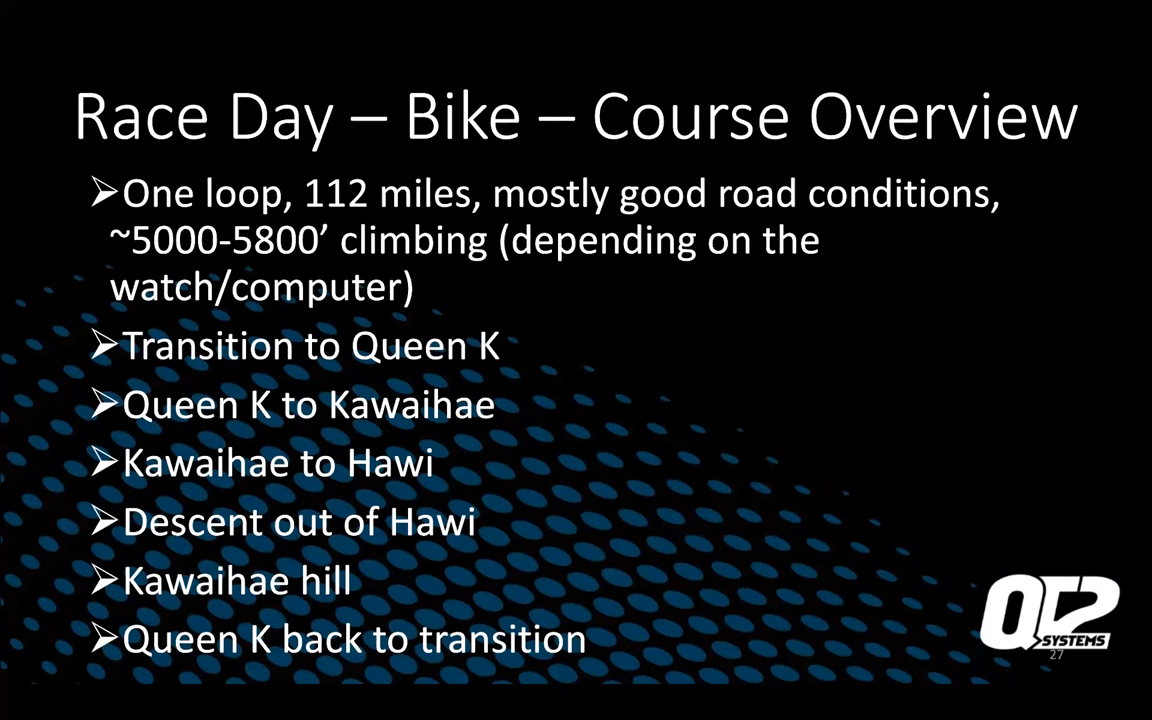 Race Day – Bike – Course Overview
➢One loop, 112 miles, mostly good road conditions,
~5000-5800’ climbing (depending on the
watch/computer)
➢Transition to Queen K
➢Queen K to Kawaihae
➢Kawaihae to Hawi
➢Descent out of Hawi
➢Kawaihae hill
➢Queen K back to transition
QT2
SYSTEMS
27